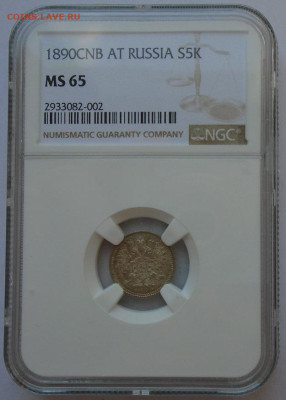 COINS.LAVE.RU
1890CNB AT RUSSIA S5K
MS 65
2933082-002
NUMISMATIC GUARANTY COMPANY
NGC